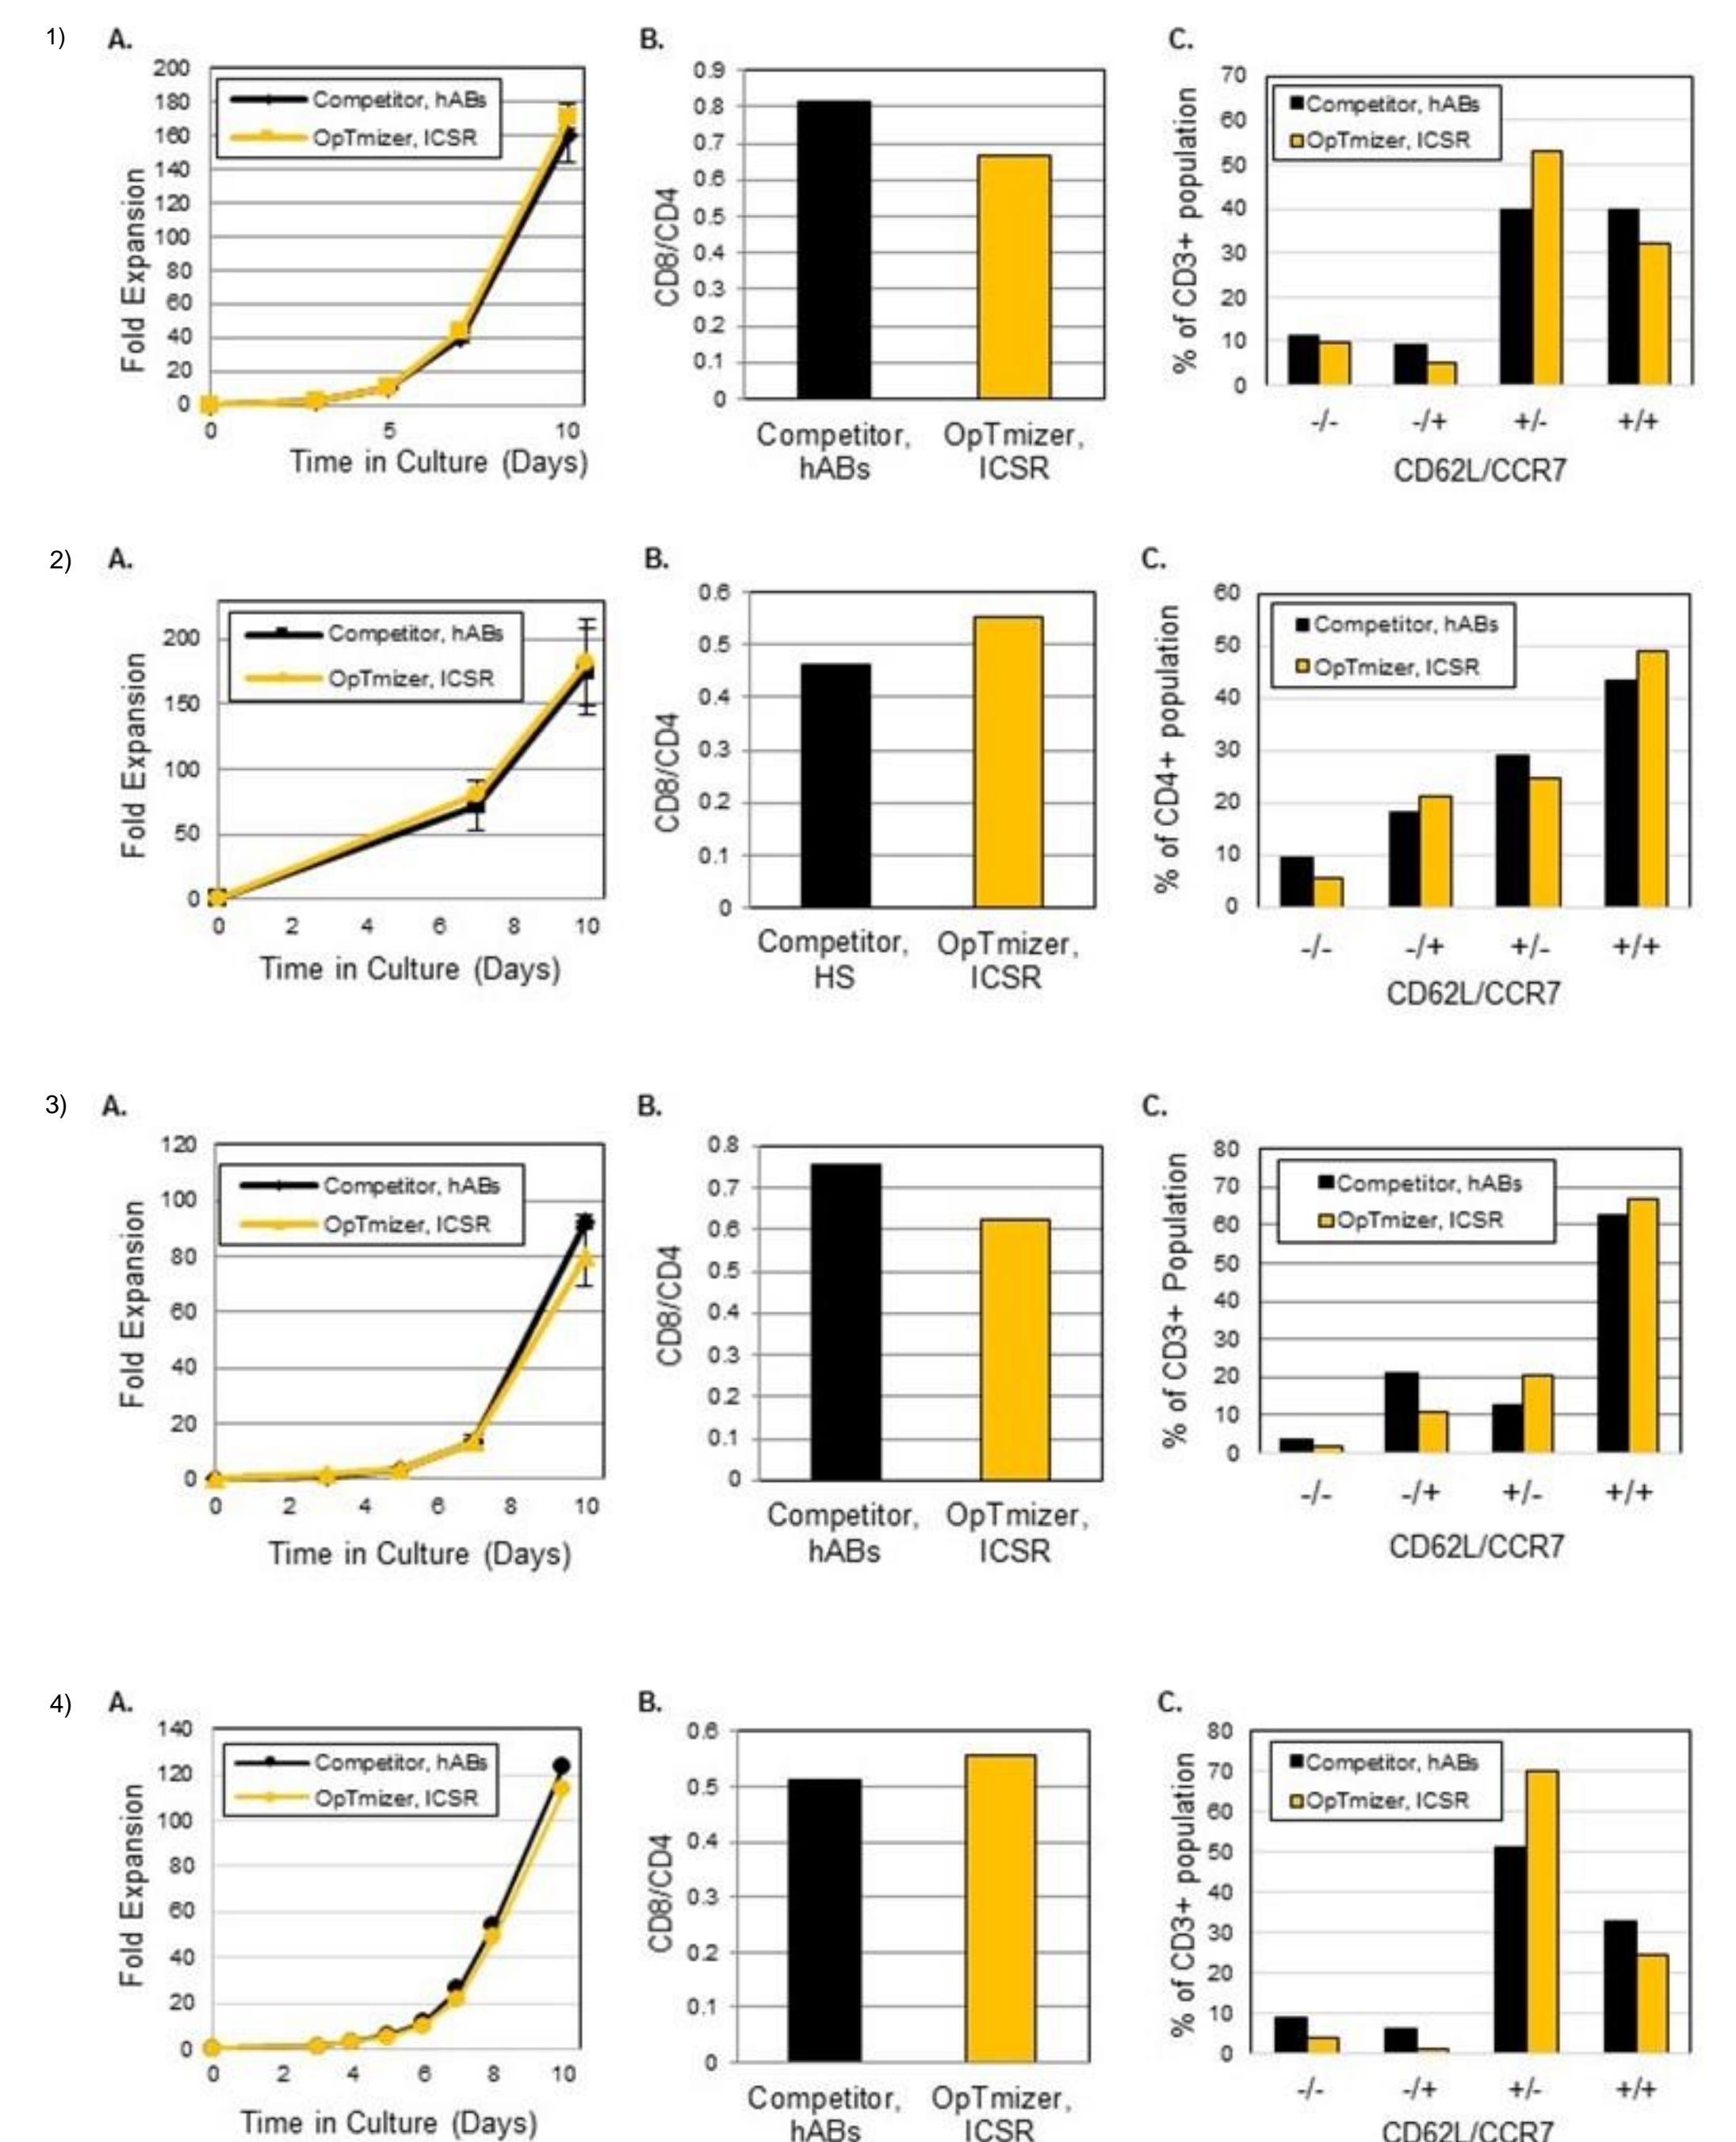 1)
A.
200
180
160
140
120
100
80
60
40
20
0
Fold Expansion
Competitor, hABs
OpTmizer, ICSR
0 5 10
Time in Culture (Days)
B.
0.9
0.8
0.7
0.6
0.5
0.4
0.3
0.2
0.1
0
CD8/CD4
Competitor, OpTmizer,
hABs ICSR
C.
70
60
50
40
30
20
10
0
% of CD3+ population
Competitor, hABs
OpTmizer, ICSR
-/- -/+ +/- +/+
CD62L/CCR7
2)
A.
200
150
100
50
0
Fold Expansion
Competitor, hABs
OpTmizer, ICSR
0 2 4 6 8 10
Time in Culture (Days)
B.
0.6
0.5
0.4
0.3
0.2
0.1
0
CD8/CD4
Competitor, OpTmizer,
HS ICSR
C.
60
50
40
30
20
10
0
% of CD4+ population
Competitor, hABs
OpTmizer, ICSR
-/- -/+ +/- +/+
CD62L/CCR7
3)
A.
120
100
80
60
40
20
0
Fold Expansion
Competitor, hABs
OpTmizer, ICSR
0 2 4 6 8 10
Time in Culture (Days)
B.
0.8
0.7
0.6
0.5
0.4
0.3
0.2
0.1
0
CD8/CD4
Competitor, OpTmizer,
hABs ICSR
C.
80
70
60
50
40
30
20
10
0
% of CD3+ Population
Competitor, hABs
OpTmizer, ICSR
-/- -/+ +/- +/+
CD62L/CCR7
4)
A.
140
120
100
80
60
40
20
0
Fold Expansion
Competitor, hABs
OpTmizer, ICSR
0 2 4 6 8 10
Time in Culture (Days)
B.
0.6
0.5
0.4
0.3
0.2
0.1
0
CD8/CD4
Competitor, OpTmizer,
hABs ICSR
C.
80
70
60
50
40
30
20
10
0
% of CD3+ population
Competitor, hABs
OpTmizer, ICSR
-/- -/+ +/- +/+
CD62L/CCR7